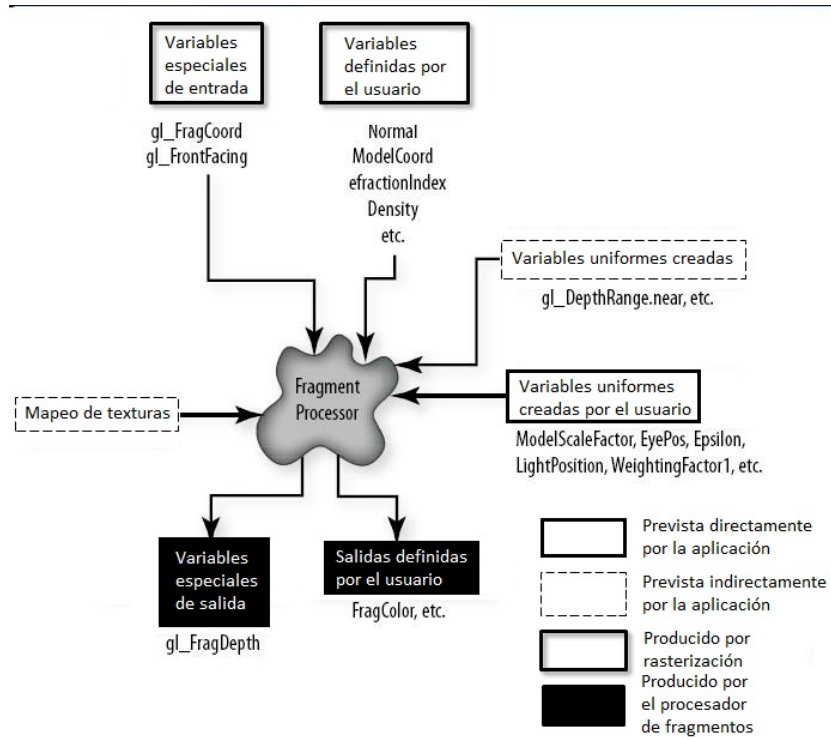 Variables
especiales
de entrada
gl_FragCoord
gl_FrontFacing
Variables
definidas por
el usuario
Normal
ModelCoord
efractionIndex
Density
etc.
Variables uniformes creadas
gl_DepthRange.near, etc.
Mapeo de texturas
Fragment
Processor
Variables uniformes
creadas por el usuario
ModelScaleFactor, EyePos, Epsilon,
LightPosition, WeightingFactor1, etc.
Variables
especiales
de salida
gl_FragDepth
Salidas definidas
por el usuario
FragColor, etc.
Prevista directamente
por la aplicación
Prevista indirectamente
por la aplicación
Producido por
rasterización
Producido por
el procesador
de fragmentos